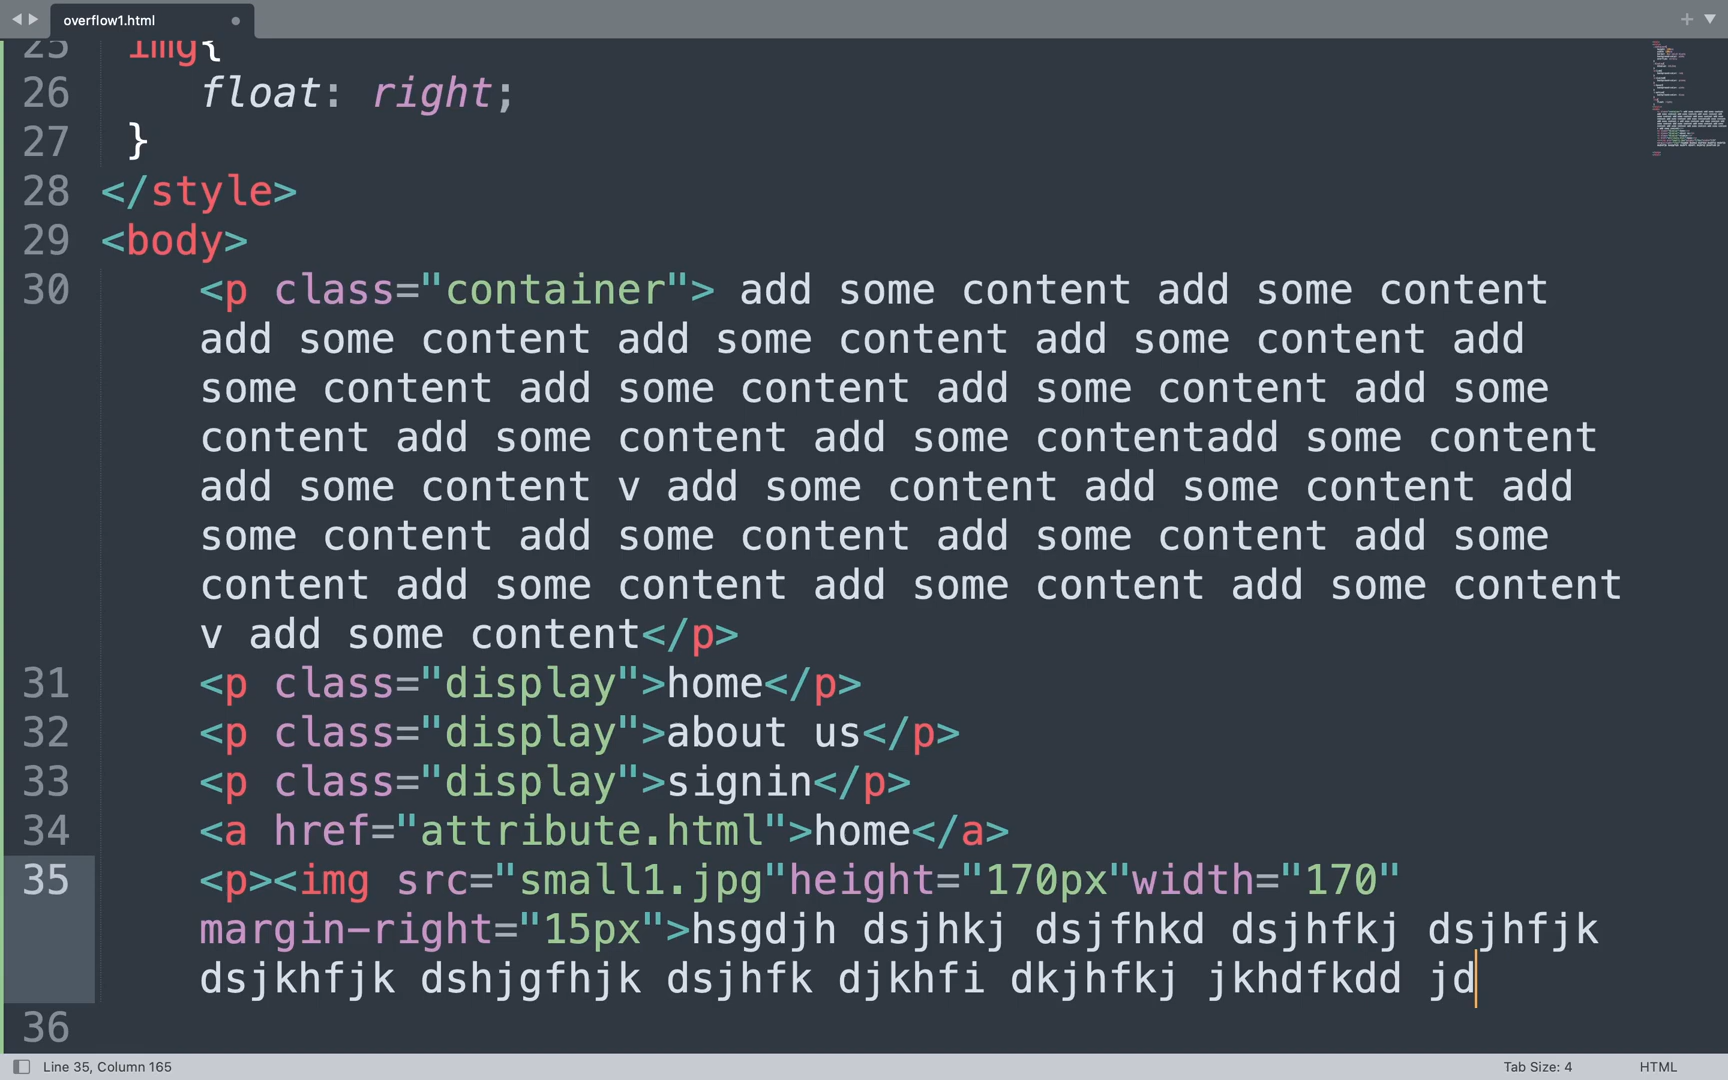 overflow1.html
25 img{
26 float: right;
27 }
28 </style>
29 <body>
30 <p class="container"> add some content add some content
add some content add some content add some content add
some content add some content add some content add some
content add some content add some contentadd some content
add some content v add some content add some content add
some content add some content add some content add some
content add some content add some content add some content
v add some content</p>
31 <p class="display">home</p>
32 <p class="display">about us</p>
33 <p class="display">signin</p>
34 <a href="attribute.html">home</a>
35 <p><img src="small1.jpg"height="170px"width="170"
margin-right="15px">hsgdjh dsjhkj dsjfhkd dsjhfkj dsjhfjk
dsjkhfjk dshjgfhjk dsjhfk djkhfi dkjhfkj jkhdfkdd jd
36
Line 35, Column 165 Tab Size: 4 HTML